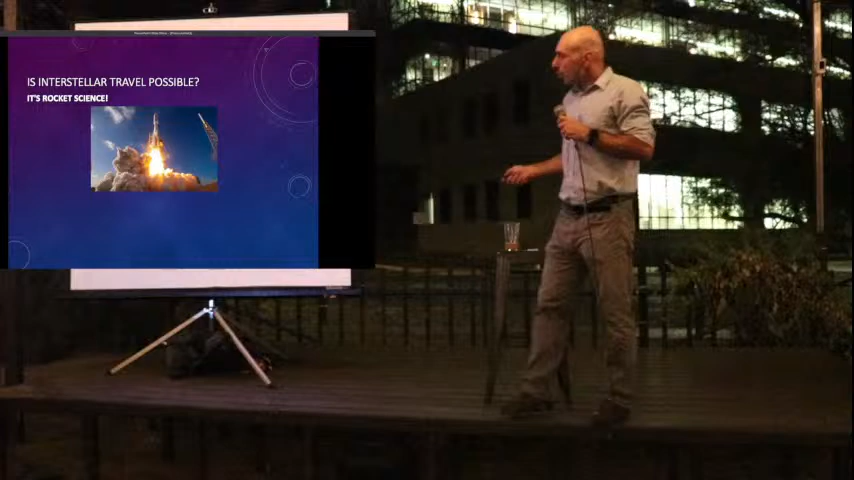 IS INTERSTELLAR TRAVEL POSSIBLE?
IT'S ROCKET SCIENCE!